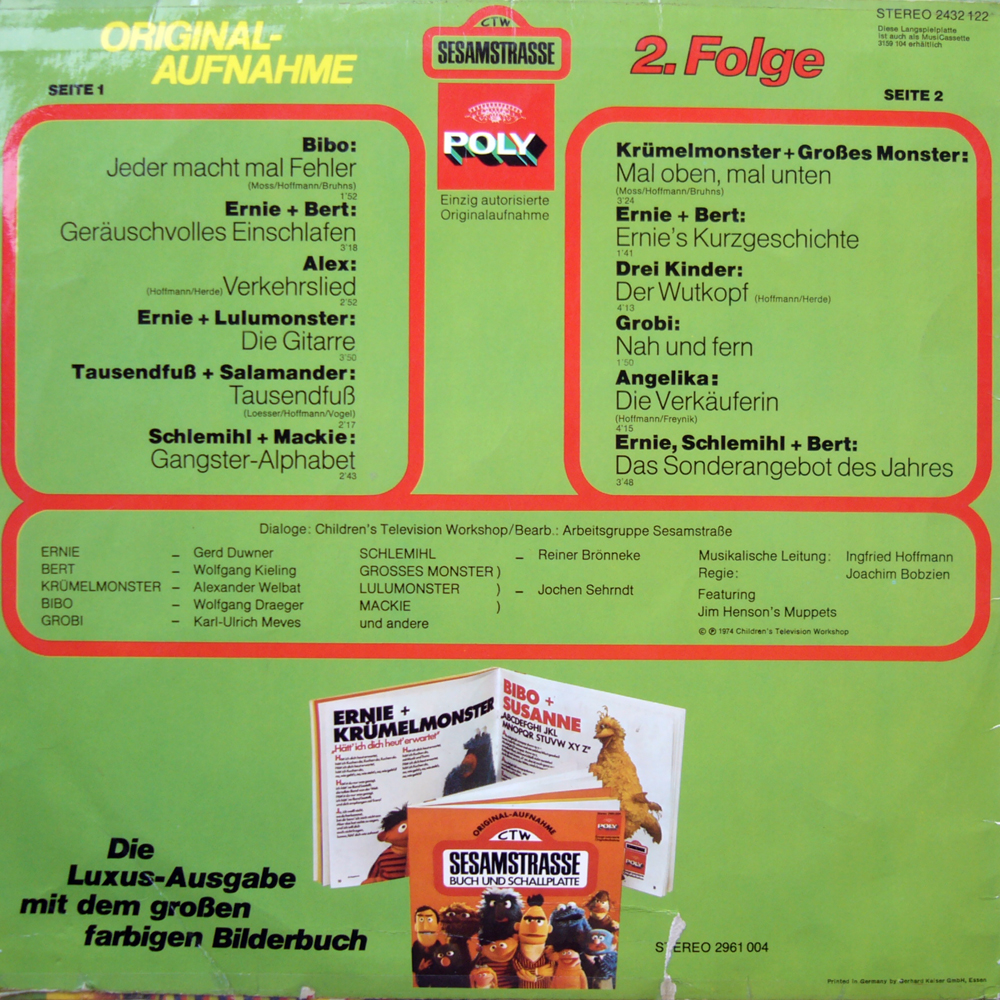 ORIGINAL-
AUFNAHME
CTW
SESAMSTRASSE
2. Folge
STEREO 2432 122
Diese Langspielplatte
ist auch als MusiCassette
3159 104 erhältlich
POLY
Einzig autorisierte
Originalaufnahme
SEITE 1
Bibo:
Jeder macht mal Fehler
(Moss/Hoffmann/Bruhns)
1'52
Ernie + Bert:
Geräuschvolles Einschlafen
3'18
Alex:
(Hoffmann/Herde) Verkehrslied
2'52
Ernie + Lulumonster:
Die Gitarre
3'50
Tausendfuß + Salamander:
Tausendfuß
(Loesser/Hoffmann/Vogel)
2'17
Schlemihl + Mackie:
Gangster-Alphabet
2'43
SEITE 2
Krümelmonster + Großes Monster:
Mal oben, mal unten
(Moss/Hoffmann/Bruhns)
3'24
Ernie + Bert:
Ernie's Kurzgeschichte
1'41
Drei Kinder:
Der Wutkopf (Hoffmann/Herde)
4'13
Grobi:
Nah und fern
1'50
Angelika:
Die Verkäuferin
(Hoffmann/Freynik)
4'15
Ernie, Schlemihl + Bert:
Das Sonderangebot des Jahres
3'48
Dialoge: Children's Television Workshop/Bearb.: Arbeitsgruppe Sesamstraße
ERNIE – Gerd Duwner
BERT – Wolfgang Kieling
KRÜMELMONSTER – Alexander Welbat
BIBO – Wolfgang Draeger
GROBI – Karl-Ulrich Meves
SCHLEMIHL – Reiner Brönneke
GROSSES MONSTER )
LULUMONSTER ) – Jochen Sehrndt
MACKIE )
und andere
Musikalische Leitung: Ingfried Hoffmann
Regie: Joachim Bobzien
Featuring
Jim Henson's Muppets
© ℗ 1974 Children's Television Workshop
ERNIE +
KRÜMELMONSTER
„Hätt' ich dich heut' erwartet"
BIBO +
SUSANNE
„ABCDEFGHI JKL
MNOPQR STUVW XY Z"
POLY
ORIGINAL-AUFNAHME
CTW
SESAMSTRASSE
BUCH UND SCHALLPLATTE
POLY
Die
Luxus-Ausgabe
mit dem großen
farbigen Bilderbuch
STEREO 2961 004
Printed in Germany by Gerhard Kaiser GmbH, Essen